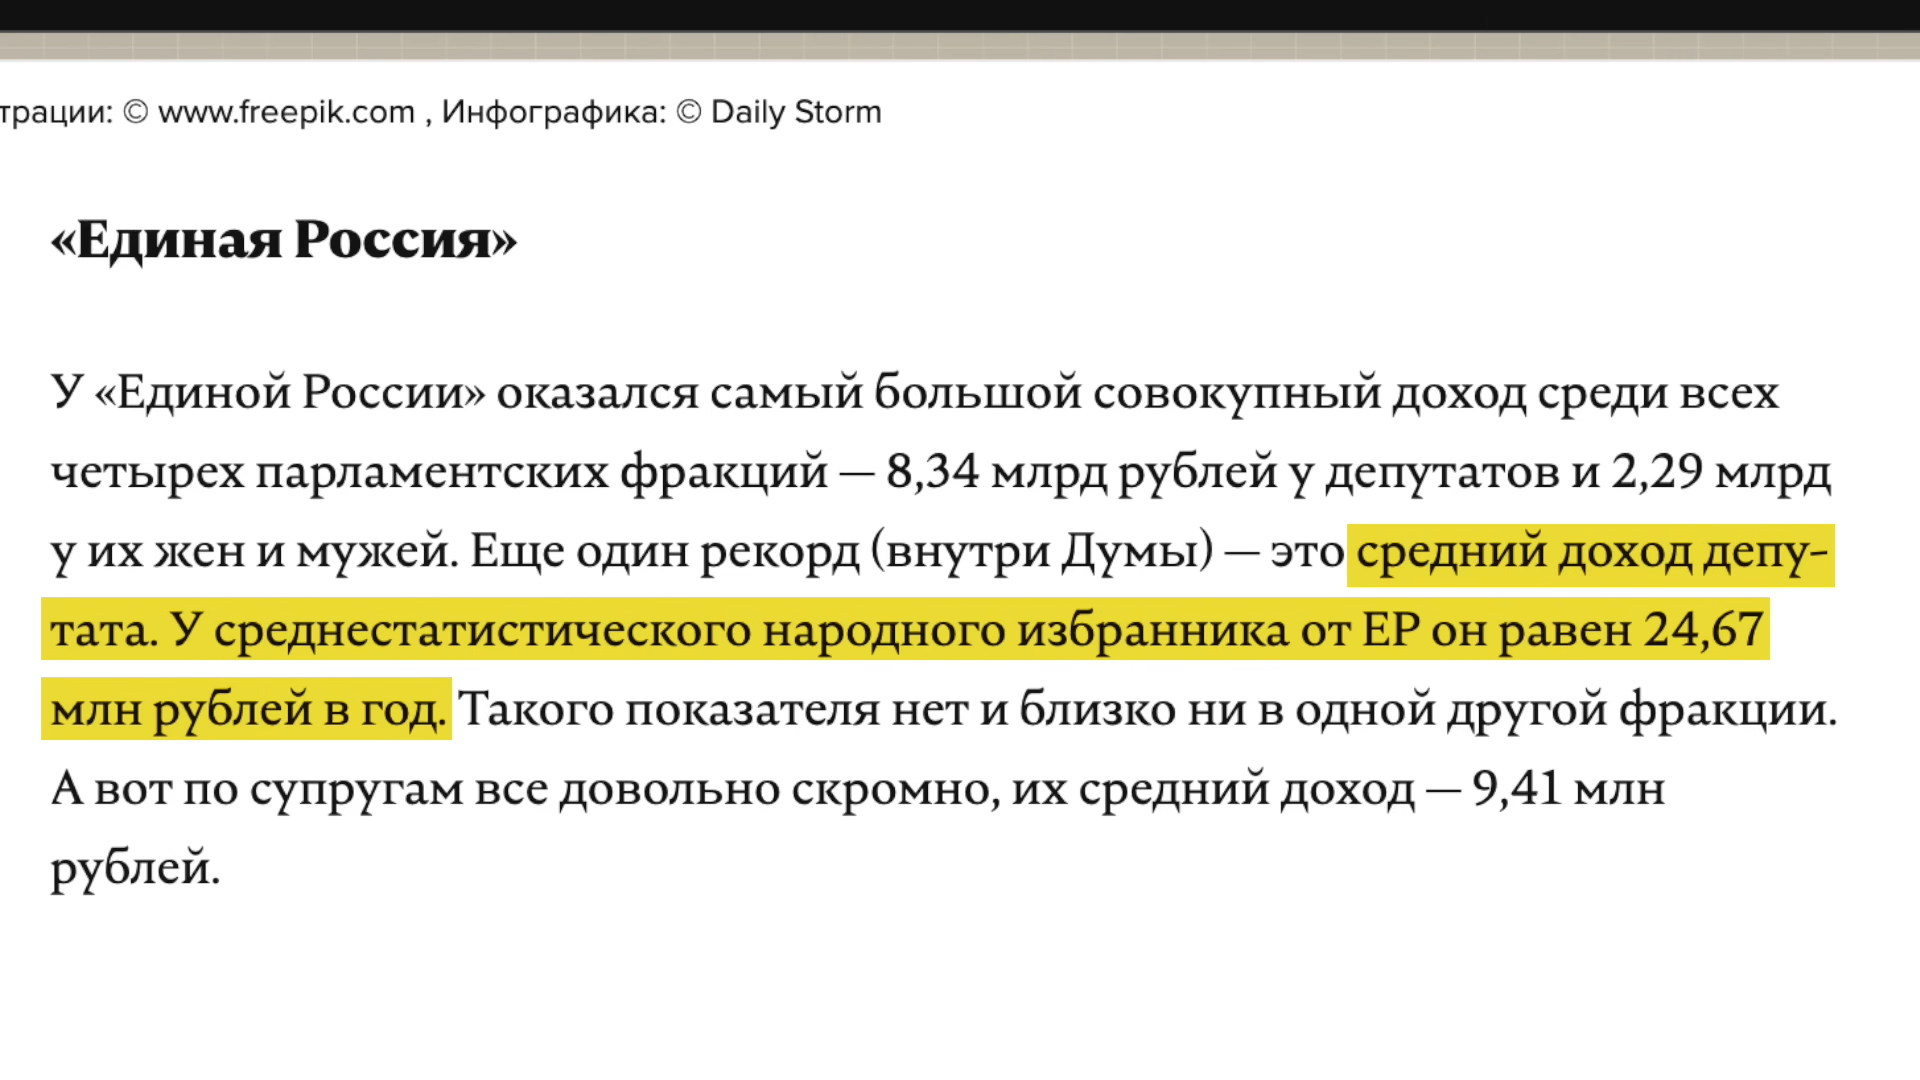 трации: © www.freepik.com , Инфографика: © Daily Storm
«Единая Россия»
У «Единой России» оказался самый большой совокупный доход среди всех
четырех парламентских фракций — 8,34 млрд рублей у депутатов и 2,29 млрд
у их жен и мужей. Еще один рекорд (внутри Думы) — это средний доход депу-
тата. У среднестатистического народного избранника от ЕР он равен 24,67
млн рублей в год. Такого показателя нет и близко ни в одной другой фракции.
А вот по супругам все довольно скромно, их средний доход — 9,41 млн
рублей.